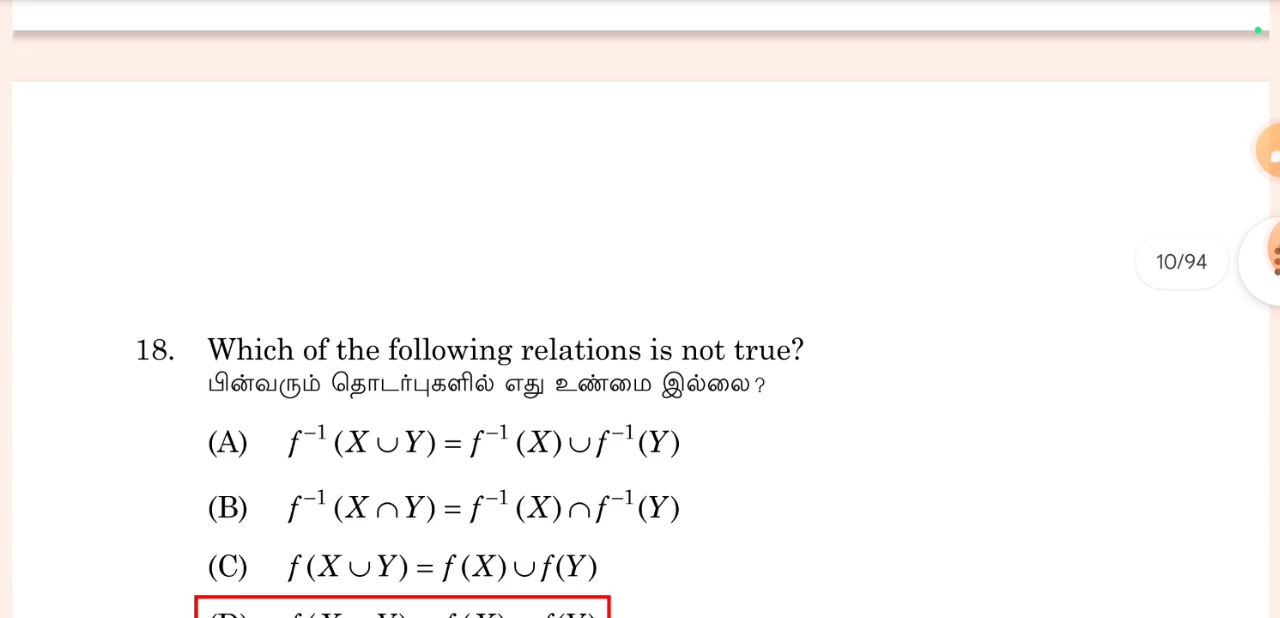 10/94
18. Which of the following relations is not true?
பின்வரும் தொடர்புகளில் எது உண்மை இல்லை?
(A) f⁻¹(X∪Y)=f⁻¹(X)∪f⁻¹(Y)
(B) f⁻¹(X∩Y)=f⁻¹(X)∩f⁻¹(Y)
(C) f(X∪Y)=f(X)∪f(Y)